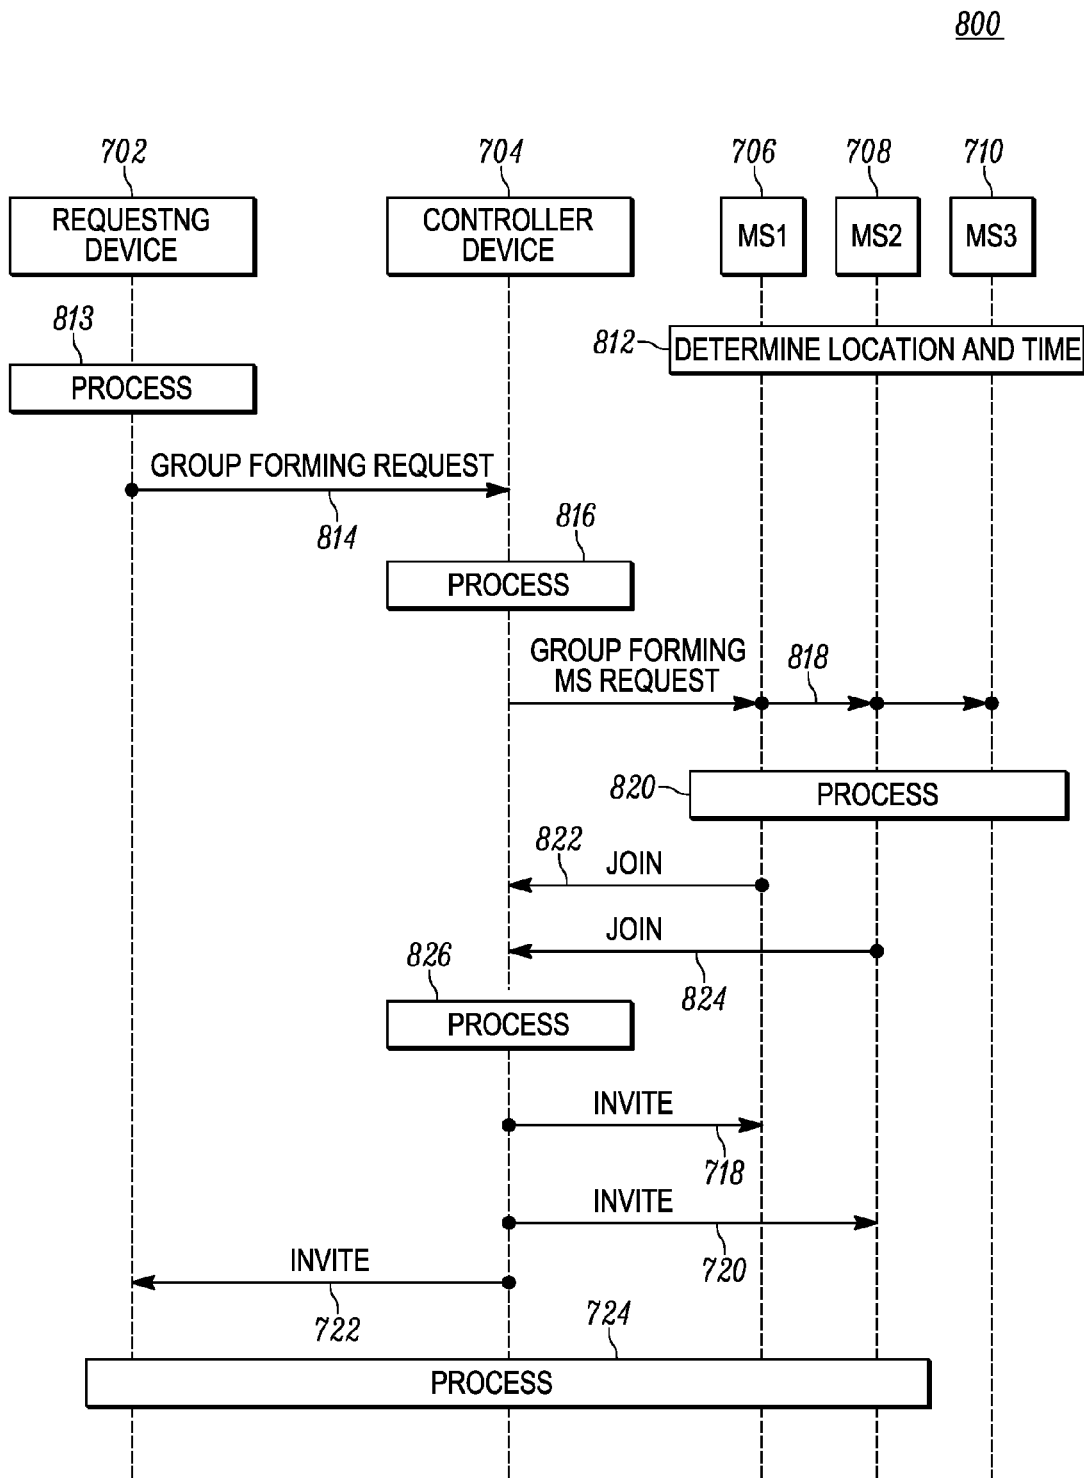 800
702
704
706
708
710
REQUESTNG
DEVICE
CONTROLLER
DEVICE
MS1
MS2
MS3
813
812
DETERMINE LOCATION AND TIME
PROCESS
GROUP FORMING REQUEST
814
816
PROCESS
GROUP FORMING
MS REQUEST
818
820
PROCESS
822
JOIN
JOIN
826
824
PROCESS
INVITE
718
INVITE
720
INVITE
722
724
PROCESS